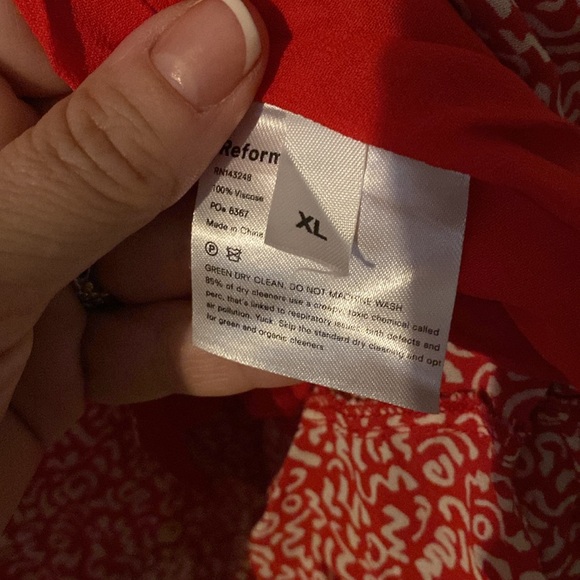 Reform
RN143248
100% Viscose
PO# 6367
Made in China
XL
P
GREEN DRY CLEAN. DO NOT MACHINE WASH
85% of dry cleaners use a creepy, toxic chemical called
perc, that's linked to respiratory issues, birth defects and
air pollution. Yuck. Skip the standard dry cleaning and opt
for green and organic cleaners.